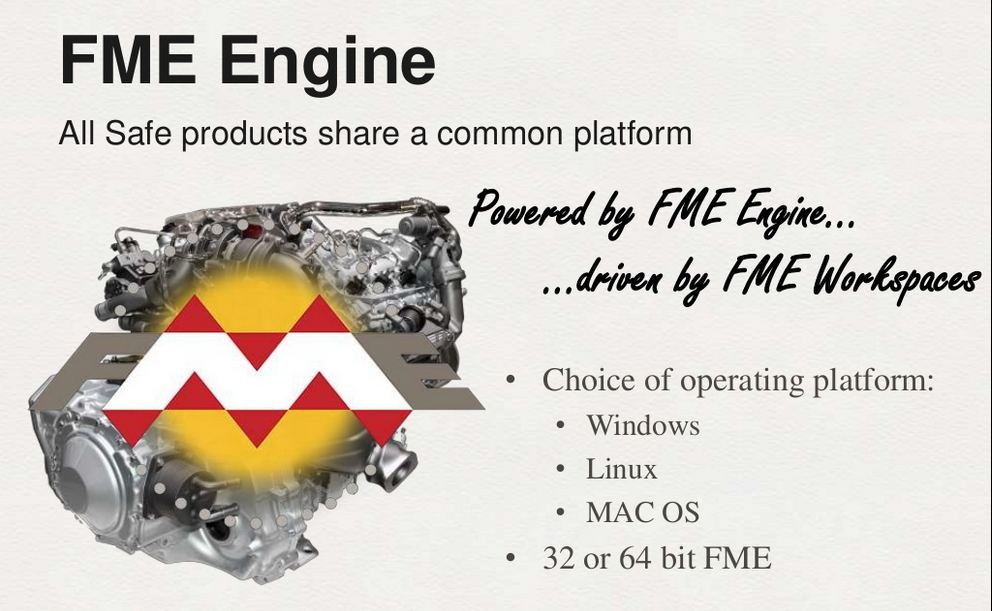 FME Engine
All Safe products share a common platform
Powered by FME Engine...
...driven by FME Workspaces
FME
• Choice of operating platform:
• Windows
• Linux
• MAC OS
• 32 or 64 bit FME